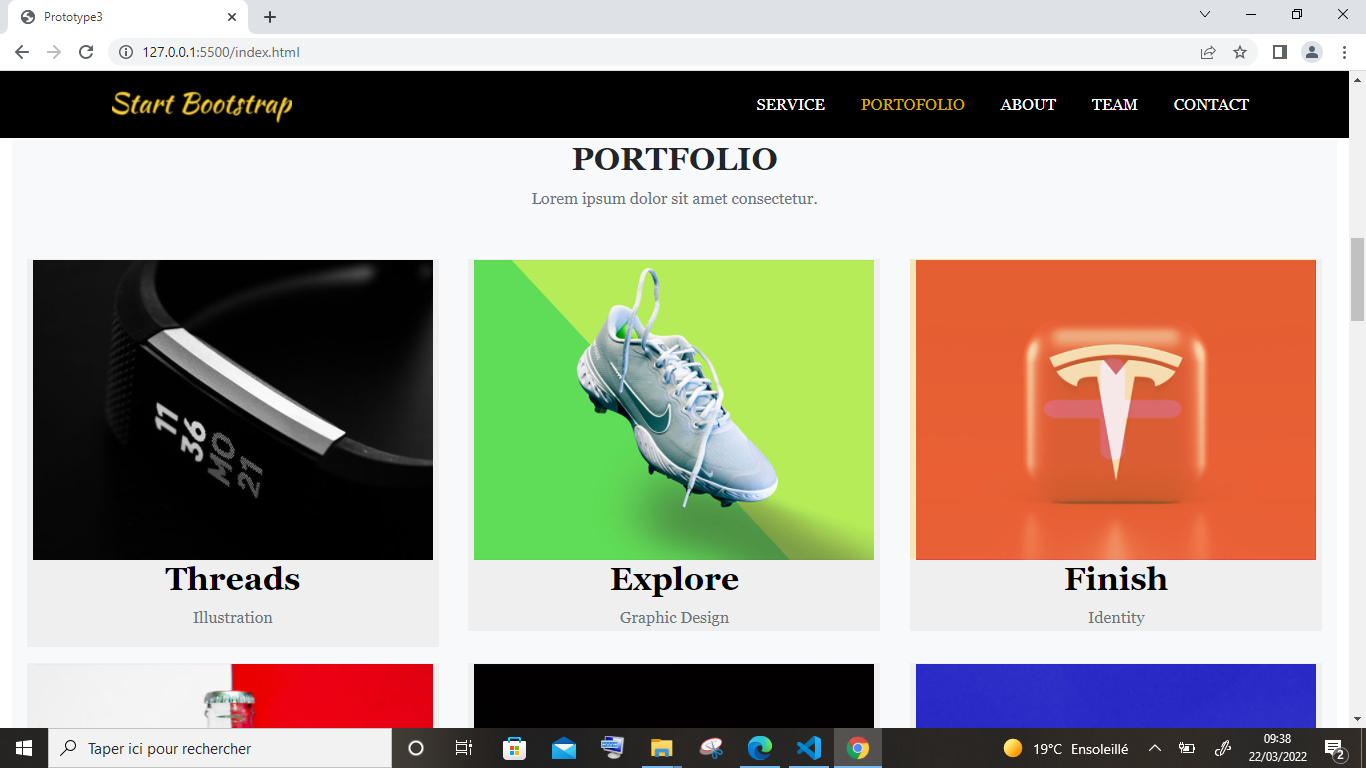 Prototype3
127.0.0.1:5500/index.html
Start Bootstrap
SERVICE PORTOFOLIO ABOUT TEAM CONTACT
PORTFOLIO
Lorem ipsum dolor sit amet consectetur.
11
36
MO
21
Threads
Illustration
Explore
Graphic Design
Finish
Identity
Taper ici pour rechercher
19°C Ensoleillé
09:38
22/03/2022
2